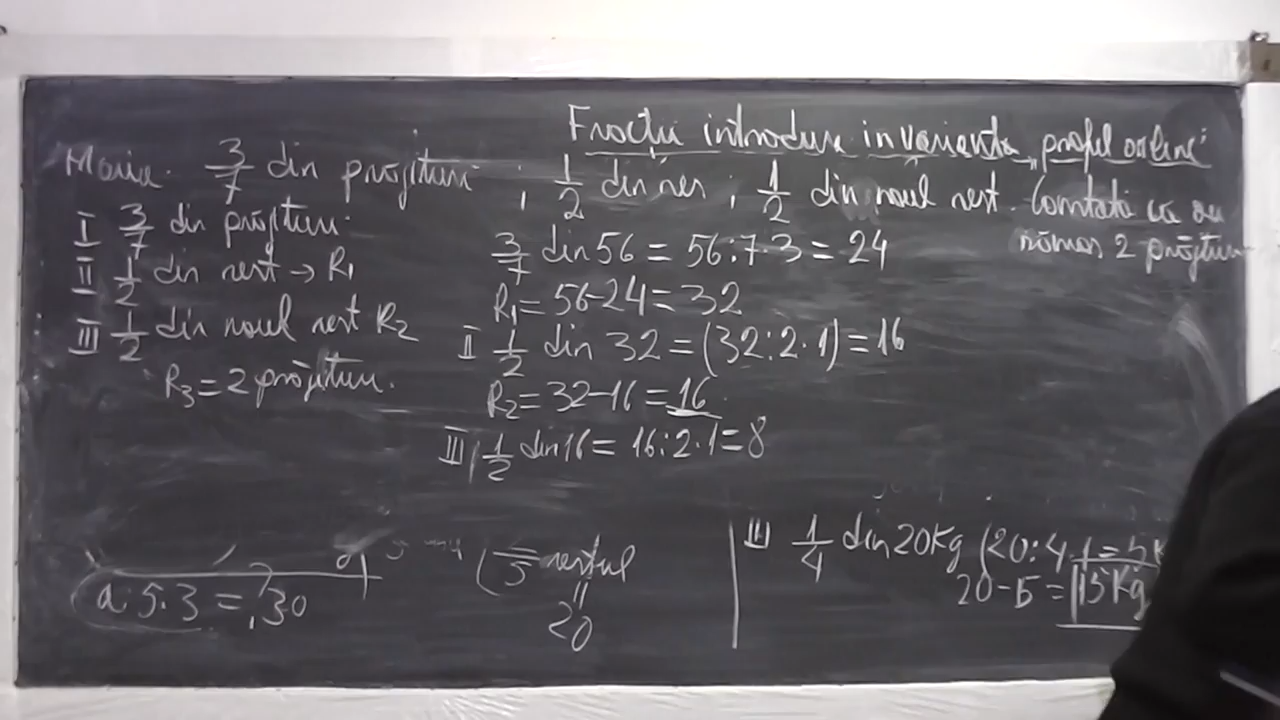 Fracții introduse in varianta „profel online"
Maria. 3/7 din prăjituri ; 1/2 din res ; 1/2 din noul rest. Constată că au
rămas 2 prăjituri
I 3/7 din prăjituri
II 1/2 din rest → R₁
III 1/2 din noul rest R₂
R₃ = 2 prăjituri.
3/7 din 56 = 56:7·3 = 24
R₁ = 56-24 = 32
II 1/2 din 32 = (32:2·1) = 16
R₂ = 32-16 = 16
III, 1/2 din 16 = 16:2·1 = 8
a:5·3 = 30
5 restul
=
20
III 1/4 din 20Kg (20:4·1 = 5K
20-5 = 15Kg